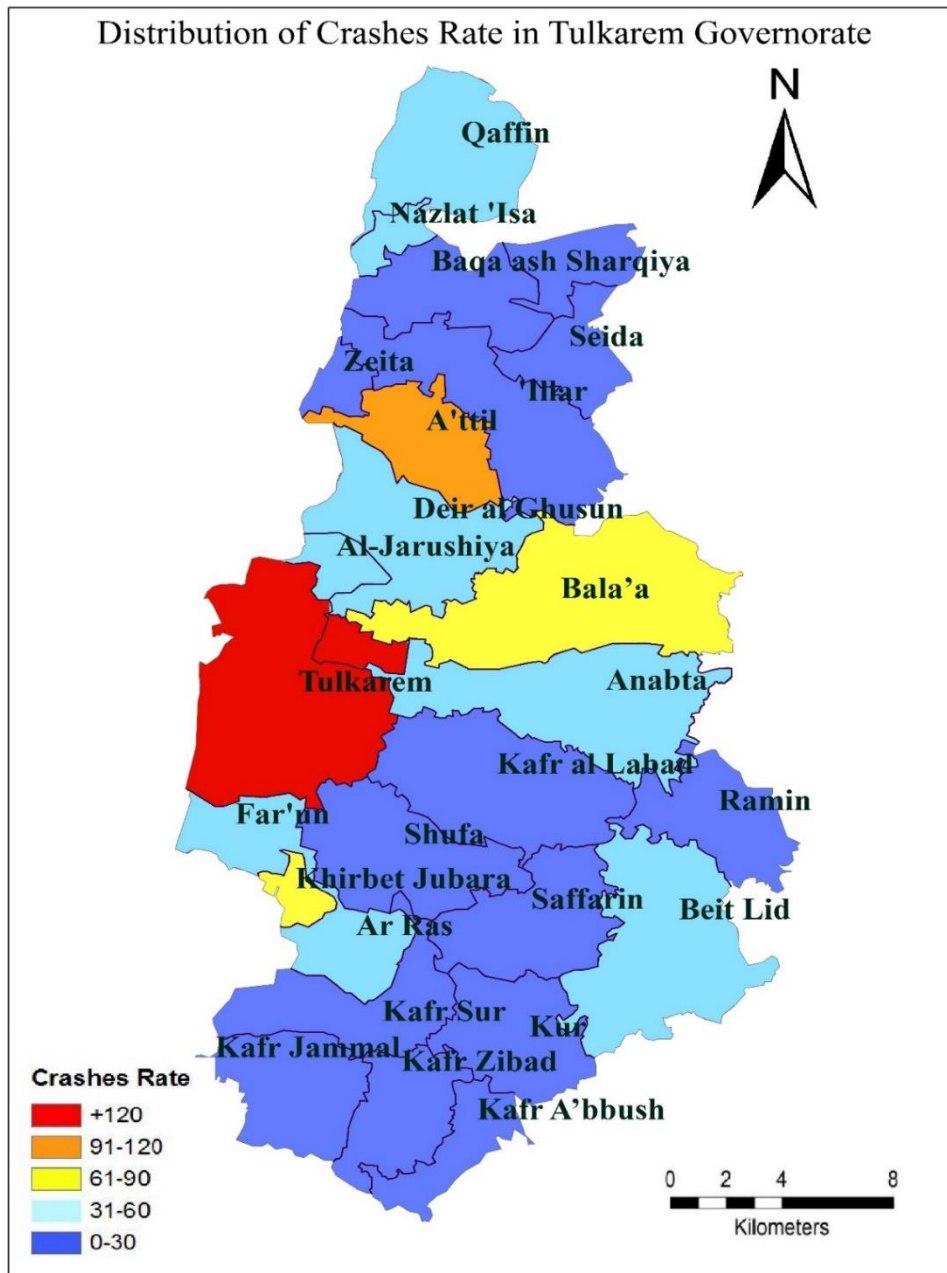 Distribution of Crashes Rate in Tulkarem Governorate
N
Qaffin
Nazlat 'Isa
Baqa ash Sharqiya
Seida
Zeita
'Illar
A'ttil
Deir al Ghusun
Al-Jarushiya
Bala’a
Tulkarem
Anabta
Kafr al Labad
Ramin
Far'un
Shufa
Khirbet Jubara
Saffarin
Beit Lid
Ar Ras
Kafr Sur
Kur
Kafr Jammal
Kafr Zibad
Kafr A’bbush
Crashes Rate
+120
91-120
61-90
31-60
0-30
0 2 4 8
Kilometers